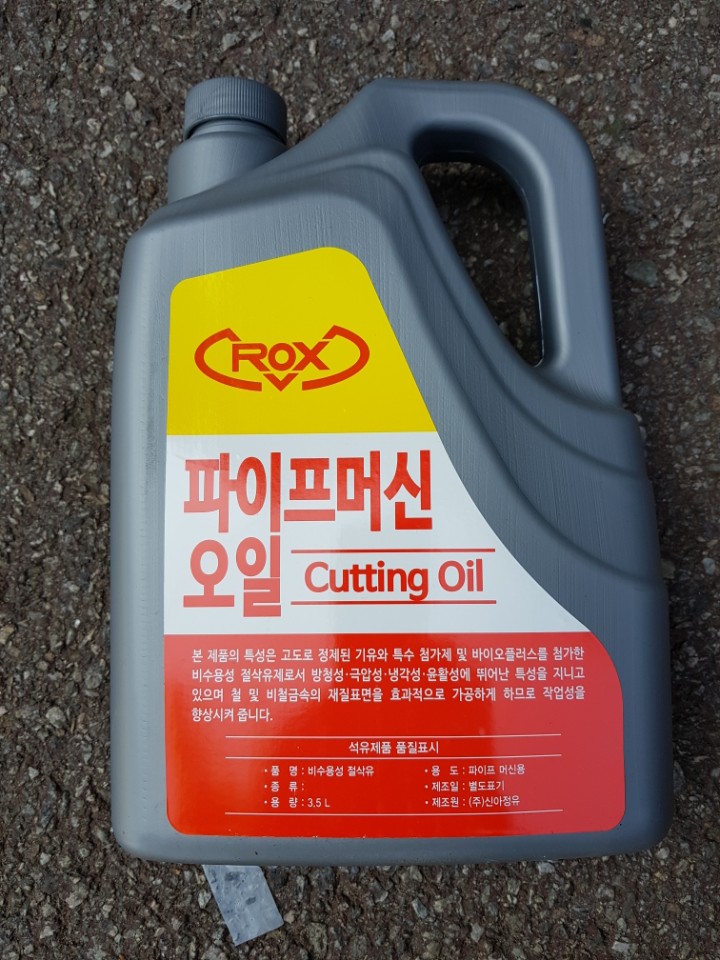 ROX
파이프머신
오일 Cutting Oil
본 제품의 특성은 고도로 정제된 기유와 특수 첨가제 및 바이오플러스를 첨가한
비수용성 절삭유제로서 방청성·극압성·냉각성·윤활성에 뛰어난 특성을 지니고
있으며 철 및 비철금속의 재질표면을 효과적으로 가공하게 하므로 작업성을
향상시켜 줍니다.
석유제품 품질표시
·품 명 : 비수용성 절삭유 ·용 도 : 파이프 머신용
·종 류 : ·제조일 : 별도표기
·용 량 : 3.5 L ·제조원 : (주)신아정유